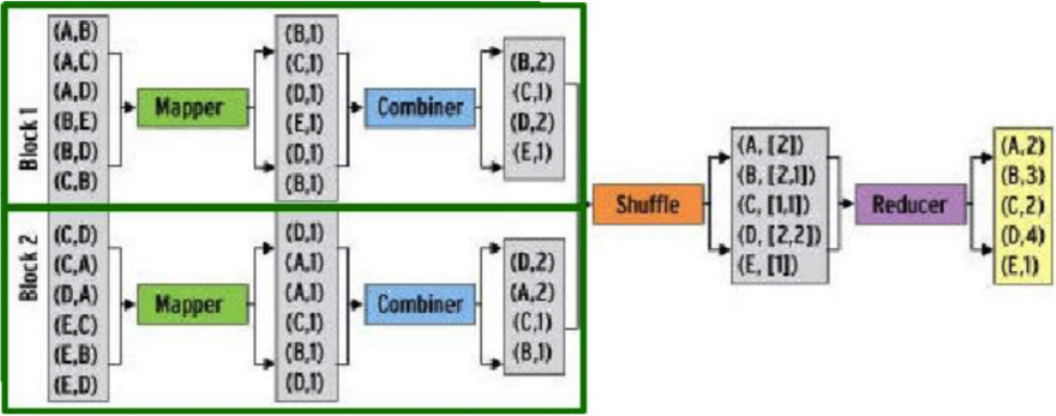 Block 1
(A,B)
(A,C)
(A,D)
(B,E)
(B,D)
(C,B)
Mapper
(B,1)
(C,1)
(D,1)
(E,1)
(D,1)
(B,1)
Combiner
(B,2)
(C,1)
(D,2)
(E,1)
Block 2
(C,D)
(C,A)
(D,A)
(E,C)
(E,B)
(E,D)
Mapper
(D,1)
(A,1)
(A,1)
(C,1)
(B,1)
(D,1)
Combiner
(D,2)
(A,2)
(C,1)
(B,1)
Shuffle
(A, [2])
(B, [2,1])
(C, [1,1])
(D, [2,2])
(E, [1])
Reducer
(A,2)
(B,3)
(C,2)
(D,4)
(E,1)